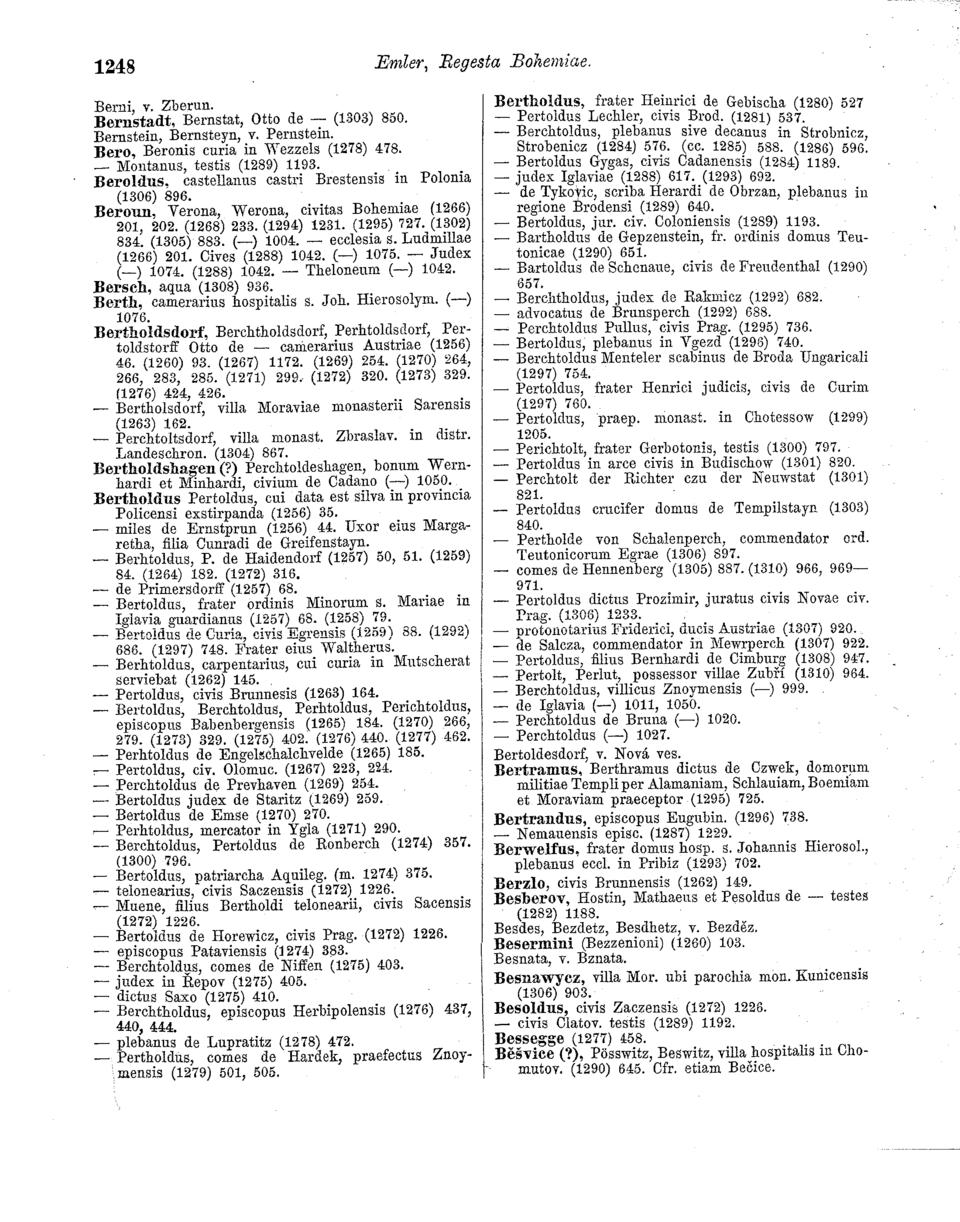 1248
Emler, Regesta Bohemiae.
Berni, v. Zberun.
Bernstadt, Bernstat, Otto de — (1303) 850.
Bernstein, Bernsteyn, v. Pernstein.
Bero, Beronis curia in Wezzels (1278) 478.
— Montanus, testis (1289) 1193.
Beroldus, castellanus castri Brestensis in Polonia
(1306) 896.
Beroun, Verona, Werona, civitas Bohemiae (1266)
201, 202. (1268) 233. (1294) 1231. (1295) 727. (1302)
834. (1305) 883. (—) 1004. — ecclesia s. Ludmillae
(1266) 201. Cives (1288) 1042. (—) 1075. — Judex
(—) 1074. (1288) 1042. — Theloneum (—) 1042.
Bersch, aqua (1308) 936.
Berth, camerarius hospitalis s. Joh. Hierosolym. (—)
1076.
Bertholdsdorf, Berchtholdsdorf, Perhtoldsdorf, Per-
toldstorff Otto de — camerarius Austriae (1256)
46. (1260) 93. (1267) 1172. (1269) 254. (1270) 264,
266, 283, 285. (1271) 299. (1272) 320. (1273) 329.
(1276) 424, 426.
— Bertholsdorf, villa Moraviae monasterii Sarensis
(1263) 162.
— Perchtoltsdorf, villa monast. Zbraslav. in distr.
Landeschron. (1304) 867.
Bertholdshagen (?) Perchtoldeshagen, bonum Wern-
hardi et Minhardi, civium de Cadano (—) 1050.
Bertholdus Pertoldus, cui data est silva in provincia
Policensi exstirpanda (1256) 35.
— miles de Ernstprun (1256) 44. Uxor eius Marga-
retha, filia Cunradi de Greifenstayn.
— Berhtoldus, P. de Haidendorf (1257) 50, 51. (1259)
84. (1264) 182. (1272) 316.
— de Primersdorff (1257) 68.
— Bertoldus, frater ordinis Minorum s. Mariae in
Iglavia guardianus (1257) 68. (1258) 79.
— Bertoldus de Curia, civis Egrensis (1259) 88. (1292)
686. (1297) 748. Frater eius Waltherus.
— Berhtoldus, carpentarius, cui curia in Mutscherat
serviebat (1262) 145.
— Pertoldus, civis Brunnesis (1263) 164.
— Bertoldus, Berchtoldus, Perhtoldus, Perichtoldus,
episcopus Babenbergensis (1265) 184. (1270) 266,
279. (1273) 329. (1275) 402. (1276) 440. (1277) 462.
— Perhtoldus de Engelschalchvelde (1265) 185.
— Pertoldus, civ. Olomuc. (1267) 223, 224.
— Perchtoldus de Prevhaven (1269) 254.
— Bertoldus judex de Staritz (1269) 259.
— Bertoldus de Emse (1270) 270.
— Perhtoldus, mercator in Ygla (1271) 290.
— Berchtoldus, Pertoldus de Ronberch (1274) 357.
(1300) 796.
— Bertoldus, patriarcha Aquileg. (m. 1274) 375.
— telonearius, civis Saczensis (1272) 1226.
— Muene, filius Bertholdi telonearii, civis Sacensis
(1272) 1226.
— Bertoldus de Horewicz, civis Prag. (1272) 1226.
— episcopus Pataviensis (1274) 383.
— Berchtoldus, comes de Niffen (1275) 403.
— judex in Řepov (1275) 405.
— dictus Saxo (1275) 410.
— Berchtholdus, episcopus Herbipolensis (1276) 437,
440, 444.
— plebanus de Lupratitz (1278) 472.
— Pertholdus, comes de Hardek, praefectus Znoy-
mensis (1279) 501, 505.
Bertholdus, frater Heinrici de Gebischa (1280) 527
— Pertoldus Lechler, civis Brod. (1281) 537.
— Berchtoldus, plebanus sive decanus in Strobnicz,
Strobenicz (1284) 576. (cc. 1285) 588. (1286) 596.
— Bertoldus Gygas, civis Cadanensis (1284) 1189.
— judex Iglaviae (1288) 617. (1293) 692.
— de Tykovic, scriba Herardi de Obrzan, plebanus in
regione Brodensi (1289) 640.
— Bertoldus, jur. civ. Coloniensis (1289) 1193.
— Bartholdus de Gepzenstein, fr. ordinis domus Teu-
tonicae (1290) 651.
— Bartoldus de Schenaue, civis de Freudenthal (1290)
657.
— Berchtholdus, judex de Rakmicz (1292) 682.
— advocatus de Brunsperch (1292) 688.
— Perchtoldus Pullus, civis Prag. (1295) 736.
— Bertoldus, plebanus in Vgezd (1296) 740.
— Berchtoldus Menteler scabinus de Broda Ungaricali
(1297) 754.
— Pertoldus, frater Henrici judicis, civis de Curim
(1297) 760.
— Pertoldus, praep. monast. in Chotessow (1299)
1205.
— Perichtolt, frater Gerbotonis, testis (1300) 797.
— Pertoldus in arce civis in Budischow (1301) 820.
— Perchtolt der Richter czu der Neuwstat (1301)
821.
— Pertoldus crucifer domus de Tempilstayn (1303)
840.
— Pertholde von Schalenperch, commendator ord.
Teutonicorum Egrae (1306) 897.
— comes de Hennenberg (1305) 887. (1310) 966, 969—
971.
— Pertoldus dictus Prozimir, juratus civis Novae civ.
Prag. (1306) 1233.
— protonotarius Friderici, ducis Austriae (1307) 920.
— de Salcza, commendator in Mewrperch (1307) 922.
— Pertoldus, filius Bernhardi de Cimburg (1308) 947.
— Pertolt, Perlut, possessor villae Zubří (1310) 964.
— Berchtoldus, villicus Znoymensis (—) 999.
— de Iglavia (—) 1011, 1050.
— Perchtoldus de Bruna (—) 1020.
— Perchtoldus (—) 1027.
Bertoldesdorf, v. Nová ves.
Bertramus, Berthramus dictus de Czwek, domorum
militiae Templi per Alamaniam, Schlauiam, Boemiam
et Moraviam praeceptor (1295) 725.
Bertrandus, episcopus Eugubin. (1296) 738.
— Nemauensis episc. (1287) 1229.
Berwelfus, frater domus hosp. s. Johannis Hierosol.,
plebanus eccl. in Pribiz (1293) 702.
Berzlo, civis Brunnensis (1262) 149.
Besberov, Hostin, Mathaeus et Pesoldus de — testes
(1282) 1188.
Besdes, Bezdetz, Besdhetz, v. Bezděz.
Besermini (Bezzenioni) (1260) 103.
Besnata, v. Bznata.
Besnawycz, villa Mor. ubi parochia mon. Kunicensis
(1306) 903.
Besoldus, civis Zaczensis (1272) 1226.
— civis Clatov. testis (1289) 1192.
Bessegge (1277) 458.
Běšvice (?), Pösswitz, Beswitz, villa hospitalis in Cho-
mutov. (1290) 645. Cfr. etiam Bečice.